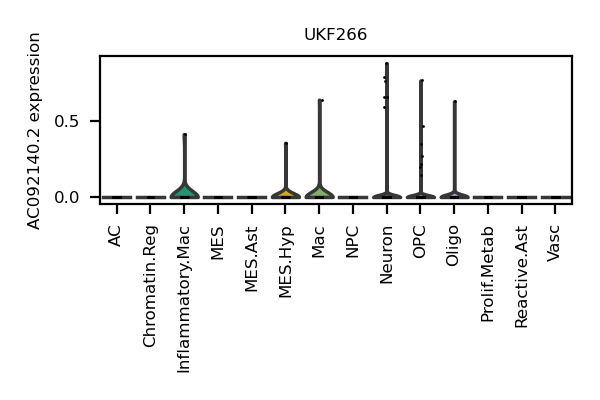 UKF266
AC092140.2 expression
0.5
0.0
AC
Chromatin.Reg
Inflammatory.Mac
MES
MES.Ast
MES.Hyp
Mac
NPC
Neuron
OPC
Oligo
Prolif.Metab
Reactive.Ast
Vasc